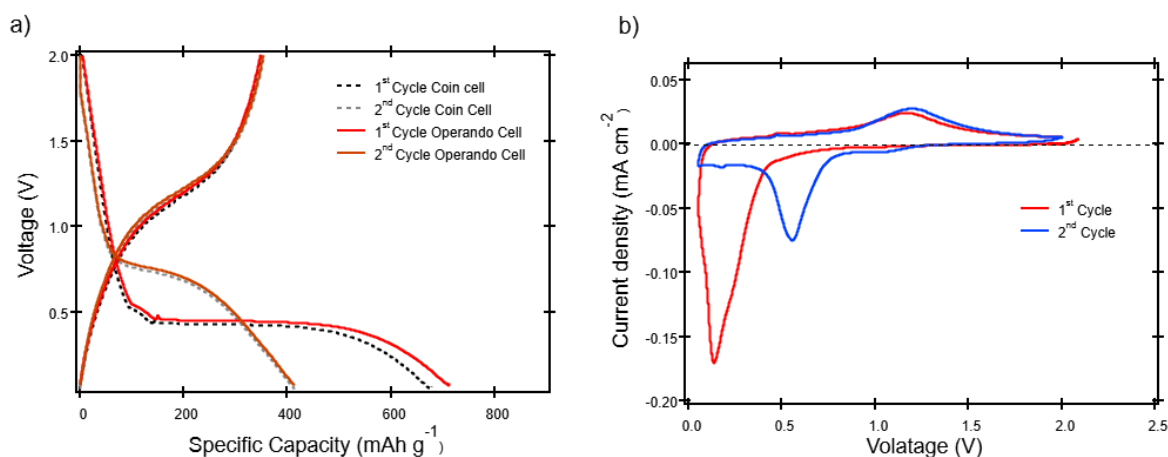 a)
2.0
1.5
1.0
0.5
Voltage (V)
0
200
400
600
800
Specific Capacity (mAh g⁻¹)
1ˢᵗ Cycle Coin cell
2ⁿᵈ Cycle Coin Cell
1ˢᵗ Cycle Operando Cell
2ⁿᵈ Cycle Operando Cell
b)
0.05
0.00
-0.05
-0.10
-0.15
-0.20
Current density (mA cm⁻²)
0.0
0.5
1.0
1.5
2.0
2.5
Volatage (V)
1ˢᵗ Cycle
2ⁿᵈ Cycle